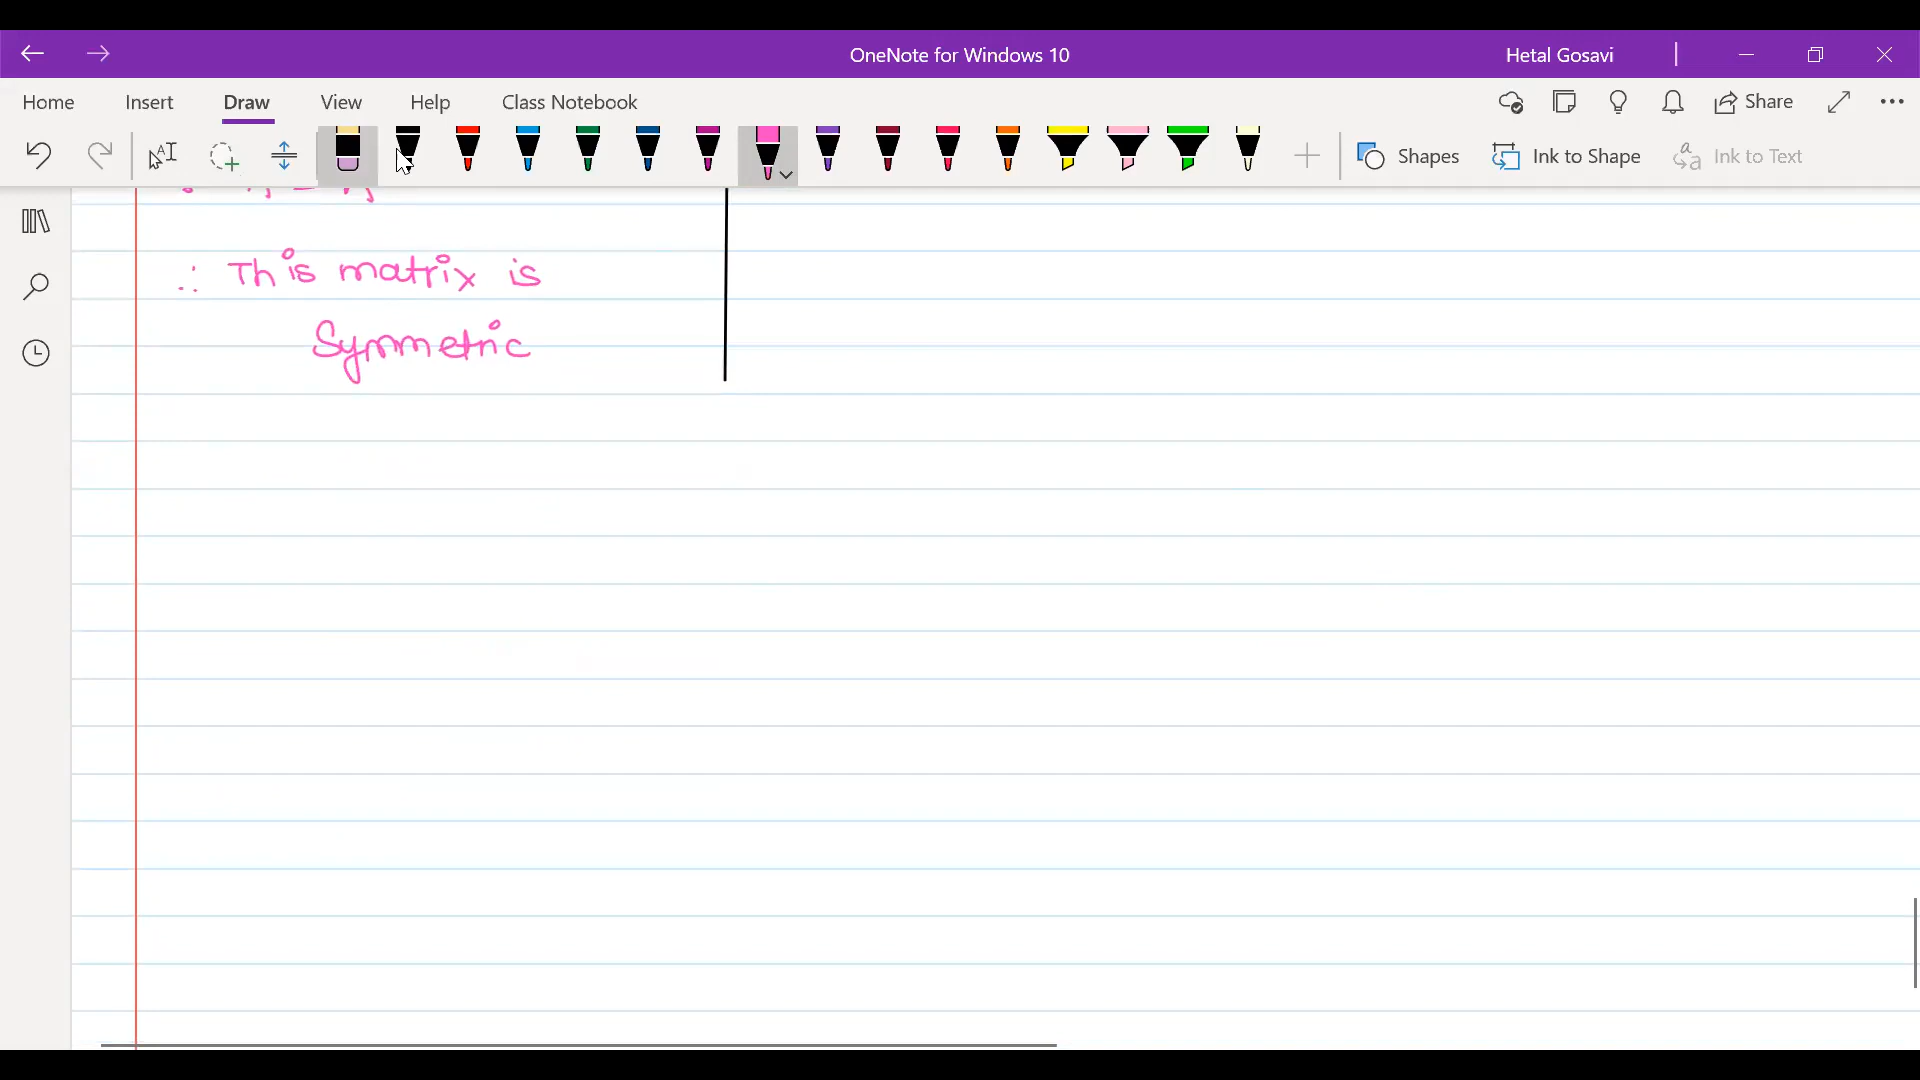 OneNote for Windows 10
Hetal Gosavi
Home Insert Draw View Help Class Notebook
Share
Shapes Ink to Shape Ink to Text
∴ This matrix is
Symmetric